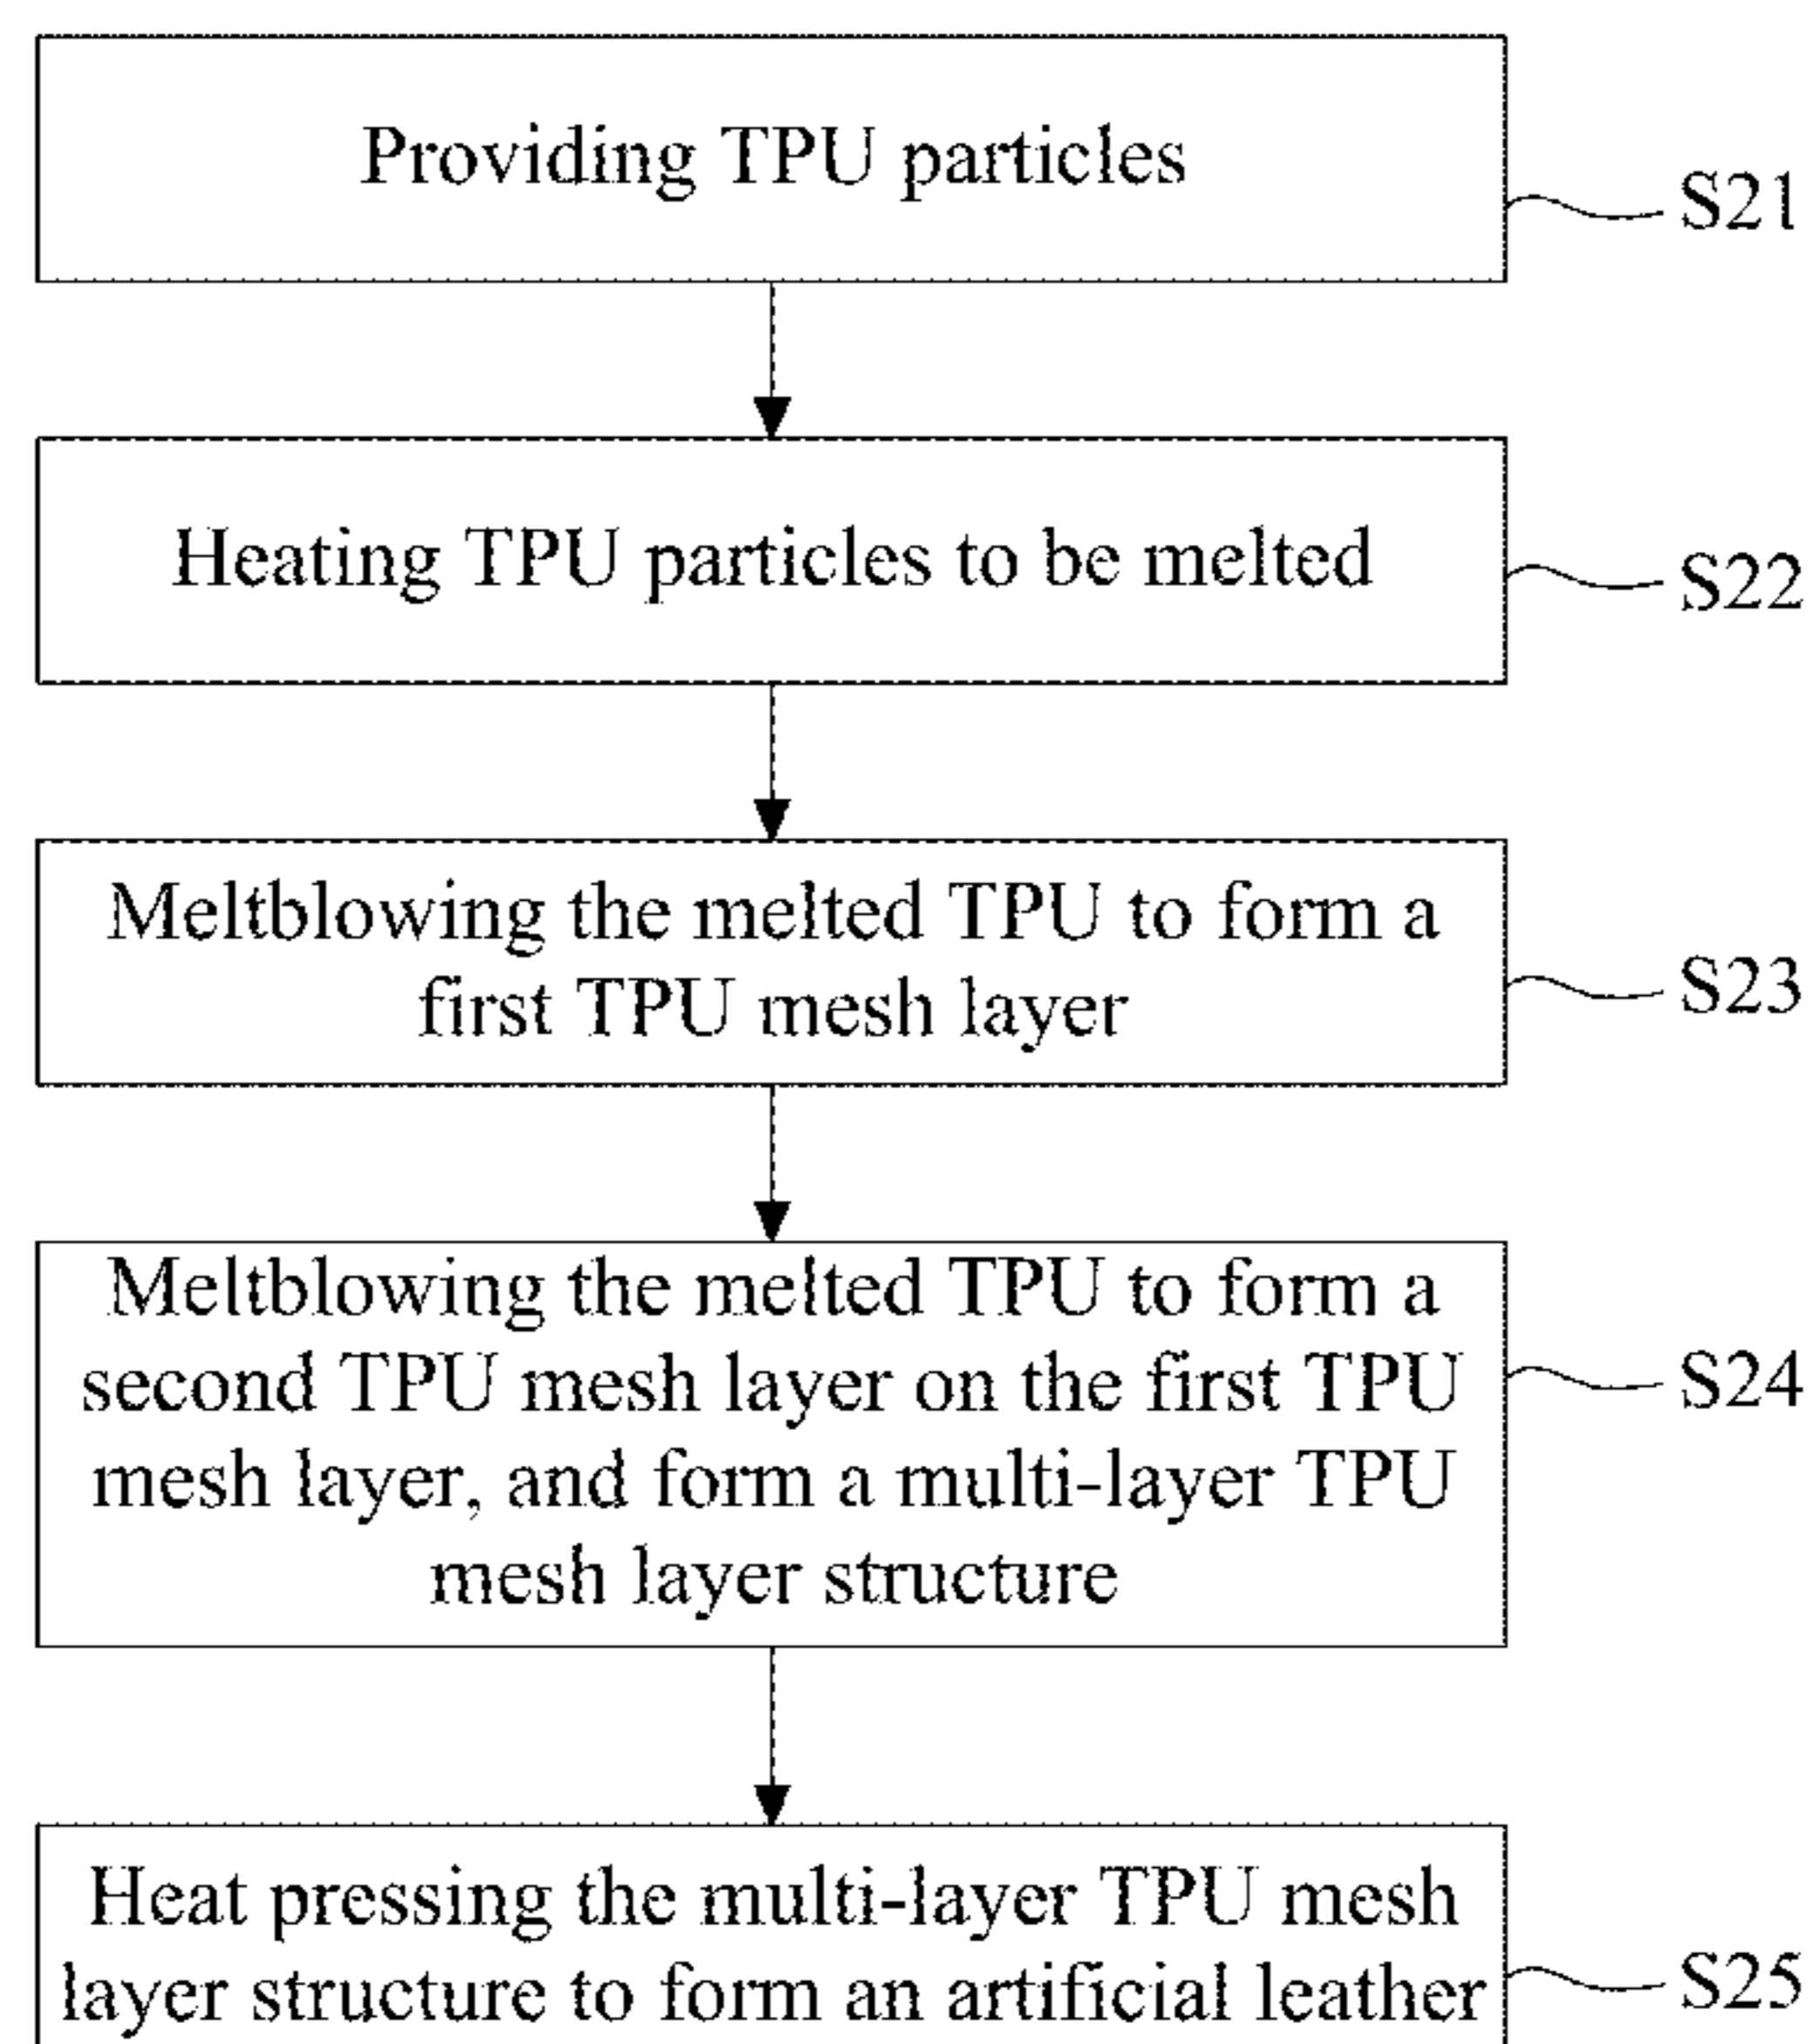 Providing TPU particles
S21
Heating TPU particles to be melted
S22
Meltblowing the melted TPU to form a
first TPU mesh layer
S23
Meltblowing the melted TPU to form a
second TPU mesh layer on the first TPU
mesh layer, and form a multi-layer TPU
mesh layer structure
S24
Heat pressing the multi-layer TPU mesh
layer structure to form an artificial leather
S25